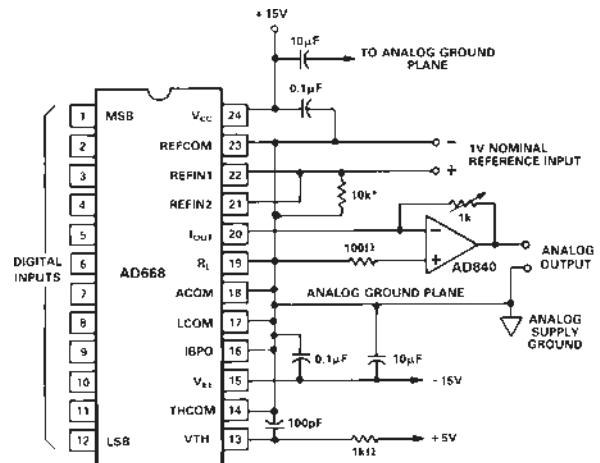 +15V
10µF
TO ANALOG GROUND
PLANE
0.1µF
1 MSB VCC 24
2 REFCOM 23
3 REFIN1 22
4 REFIN2 21
5 IOUT 20
6 RL 19
7 ACOM 18
8 LCOM 17
9 IBPO 16
10 VEE 15
11 THCOM 14
12 LSB VTH 13
DIGITAL
INPUTS
AD668
−
1V NOMINAL
REFERENCE INPUT
+
10k*
1k
−
+
100Ω
AD840
ANALOG
OUTPUT
ANALOG GROUND PLANE
ANALOG
SUPPLY
GROUND
0.1µF
10µF
-15V
100pF
1kΩ
+5V